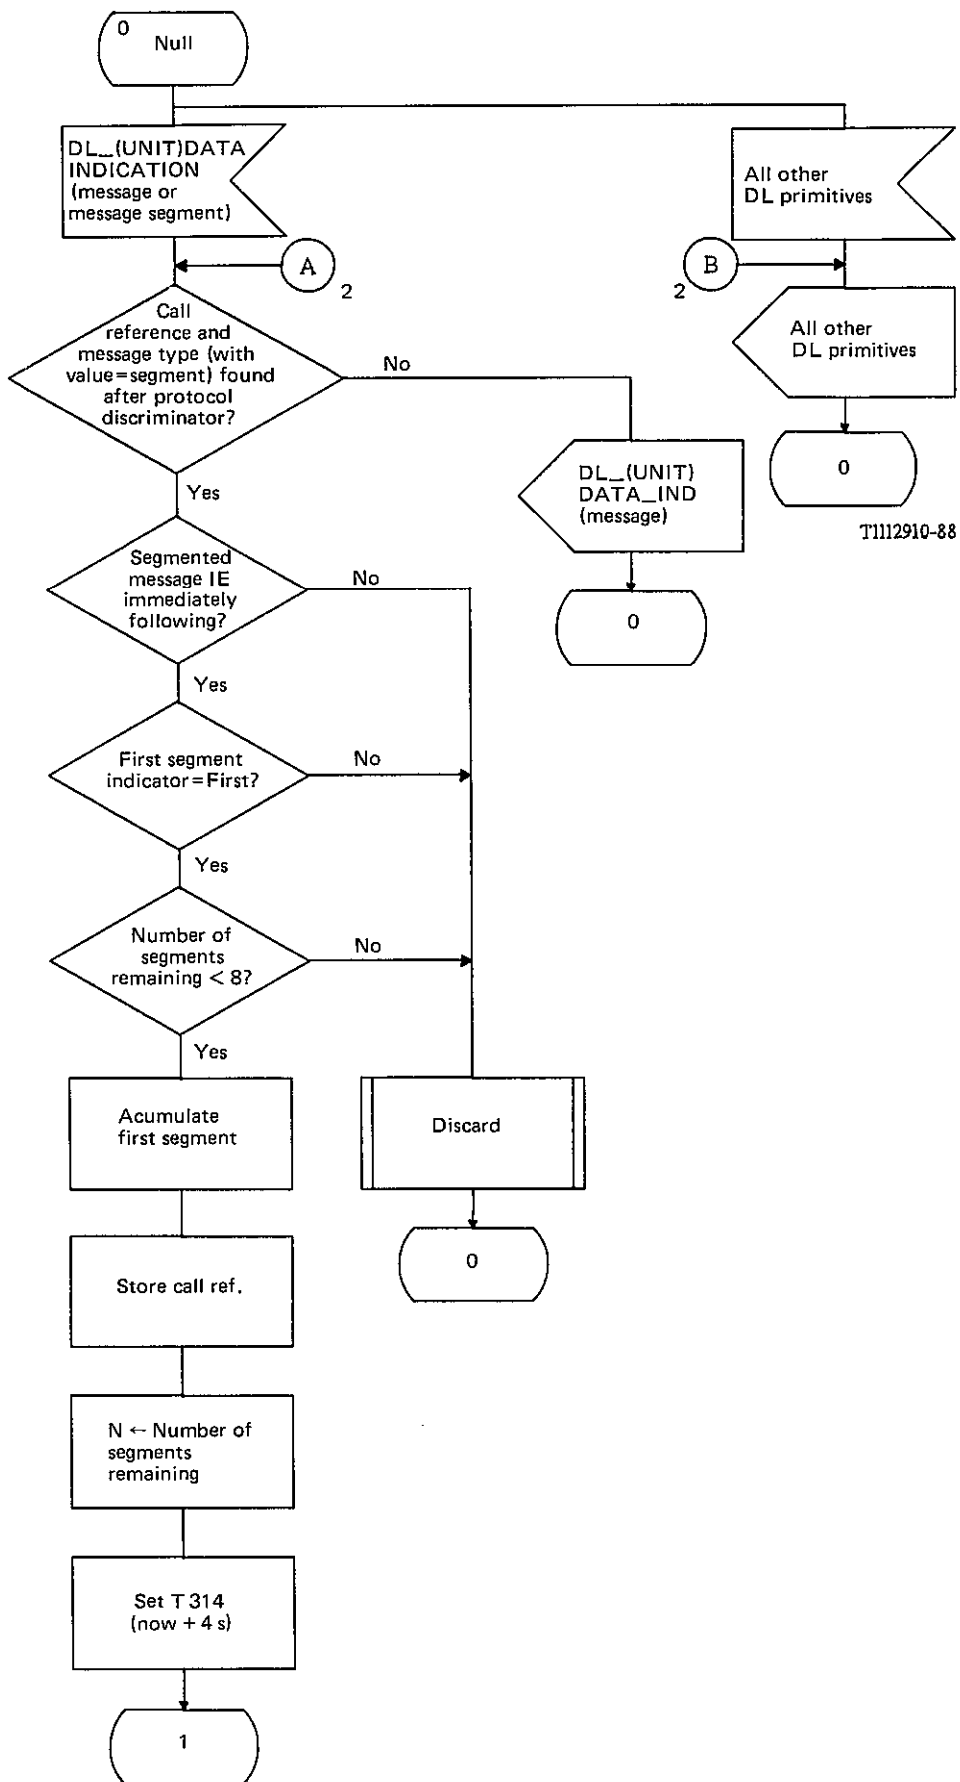 0
Null
DL_(UNIT)DATA
INDICATION
(message or
message segment)
All other
DL primitives
A
2
B
2
Call
reference and
message type (with
value=segment) found
after protocol
discriminator?
No
All other
DL primitives
Yes
DL_(UNIT)
DATA_IND
(message)
0
T1112910-88
Segmented
message IE
immediately
following?
No
0
Yes
First segment
indicator=First?
No
Yes
Number of
segments
remaining < 8?
No
Yes
Acumulate
first segment
Discard
Store call ref.
0
N ← Number of
segments
remaining
Set T 314
(now + 4 s)
1